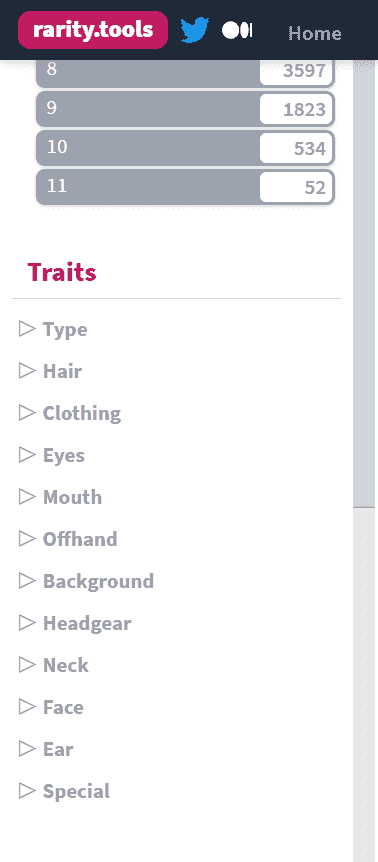 rarity.tools Home
8 3597
9 1823
10 534
11 52
Traits
Type
Hair
Clothing
Eyes
Mouth
Offhand
Background
Headgear
Neck
Face
Ear
Special